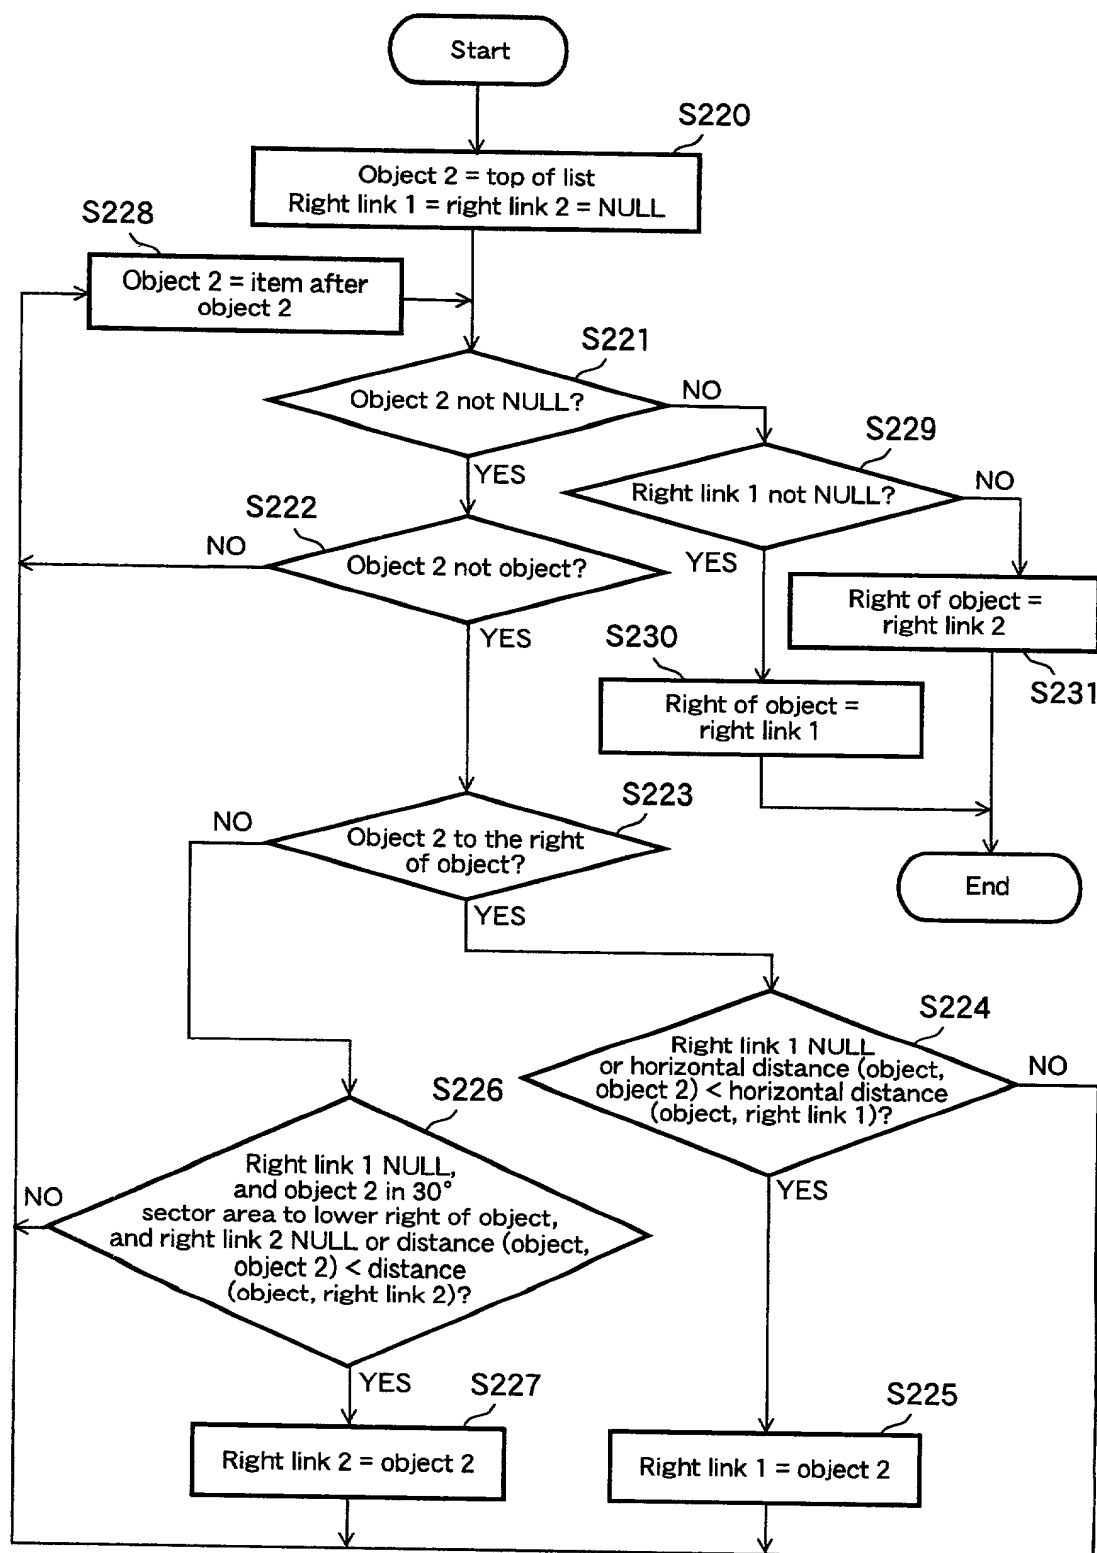 Start
S220
Object 2 = top of list
Right link 1 = right link 2 = NULL
S228
Object 2 = item after
object 2
S221
Object 2 not NULL?
NO
YES
S229
Right link 1 not NULL?
NO
YES
S222
Object 2 not object?
NO
YES
Right of object =
right link 2
S231
S230
Right of object =
right link 1
S223
Object 2 to the right
of object?
NO
YES
End
S224
Right link 1 NULL
or horizontal distance (object,
object 2) < horizontal distance
(object, right link 1)?
NO
YES
S226
Right link 1 NULL,
and object 2 in 30°
sector area to lower right of object,
and right link 2 NULL or distance (object,
object 2) < distance
(object, right link 2)?
NO
YES
S227
Right link 2 = object 2
S225
Right link 1 = object 2